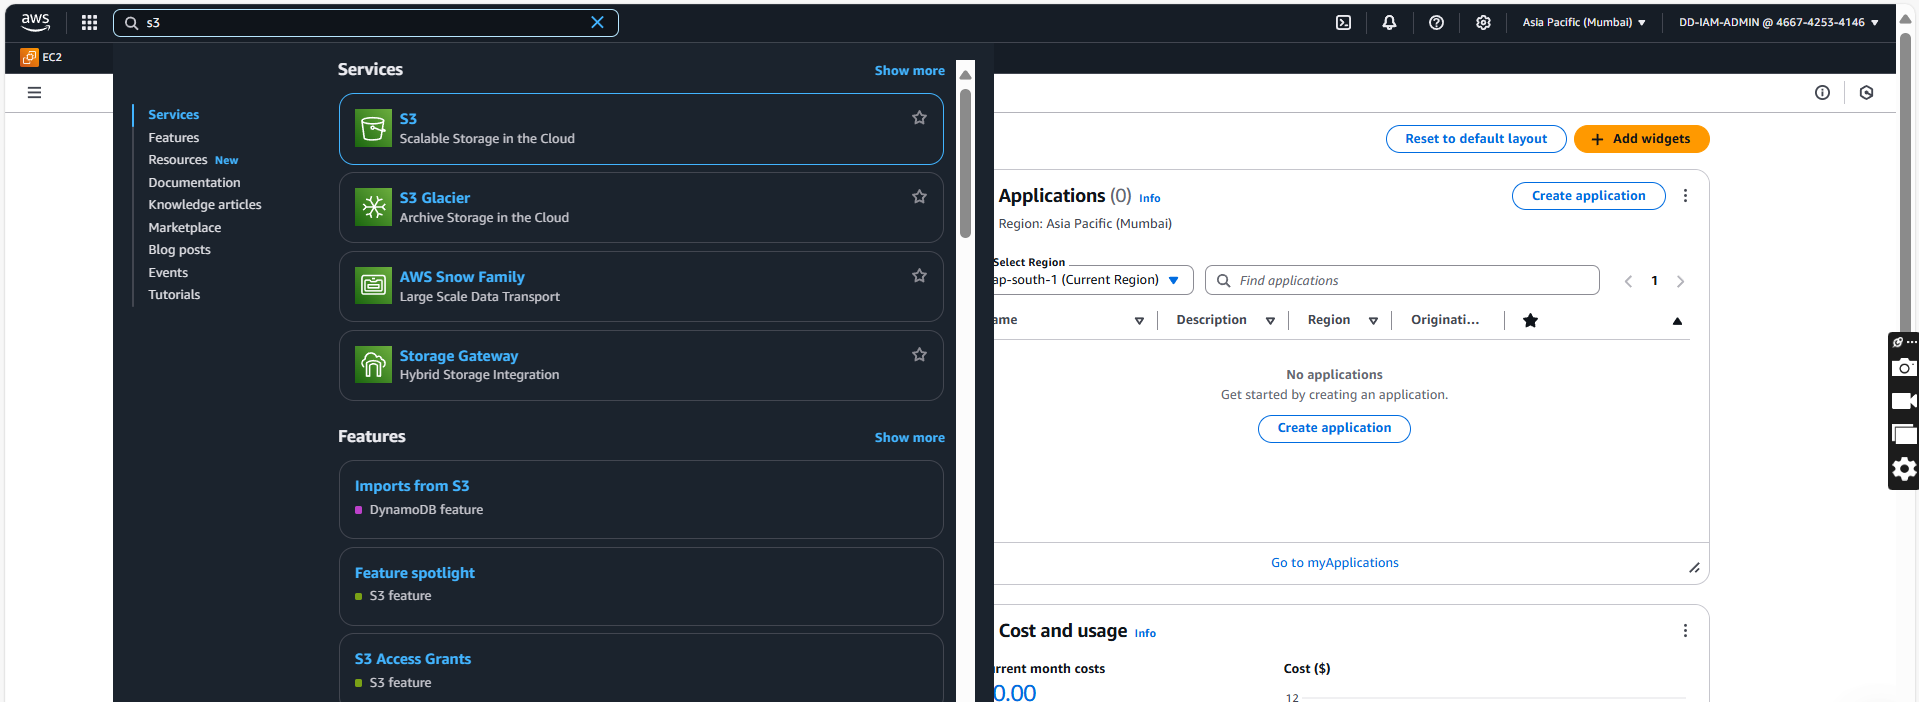 aws
s3
Asia Pacific (Mumbai)
DD-IAM-ADMIN @ 4667-4253-4146
EC2
Services
Features
Resources New
Documentation
Knowledge articles
Marketplace
Blog posts
Events
Tutorials
Services
Show more
S3
Scalable Storage in the Cloud
S3 Glacier
Archive Storage in the Cloud
AWS Snow Family
Large Scale Data Transport
Storage Gateway
Hybrid Storage Integration
Features
Show more
Imports from S3
DynamoDB feature
Feature spotlight
S3 feature
S3 Access Grants
S3 feature
Reset to default layout
+ Add widgets
Applications (0) Info
Create application
Region: Asia Pacific (Mumbai)
Select Region
ap-south-1 (Current Region)
Find applications
1
ame
Description
Region
Originati...
No applications
Get started by creating an application.
Create application
Go to myApplications
Cost and usage Info
rrent month costs
0.00
Cost ($)
12